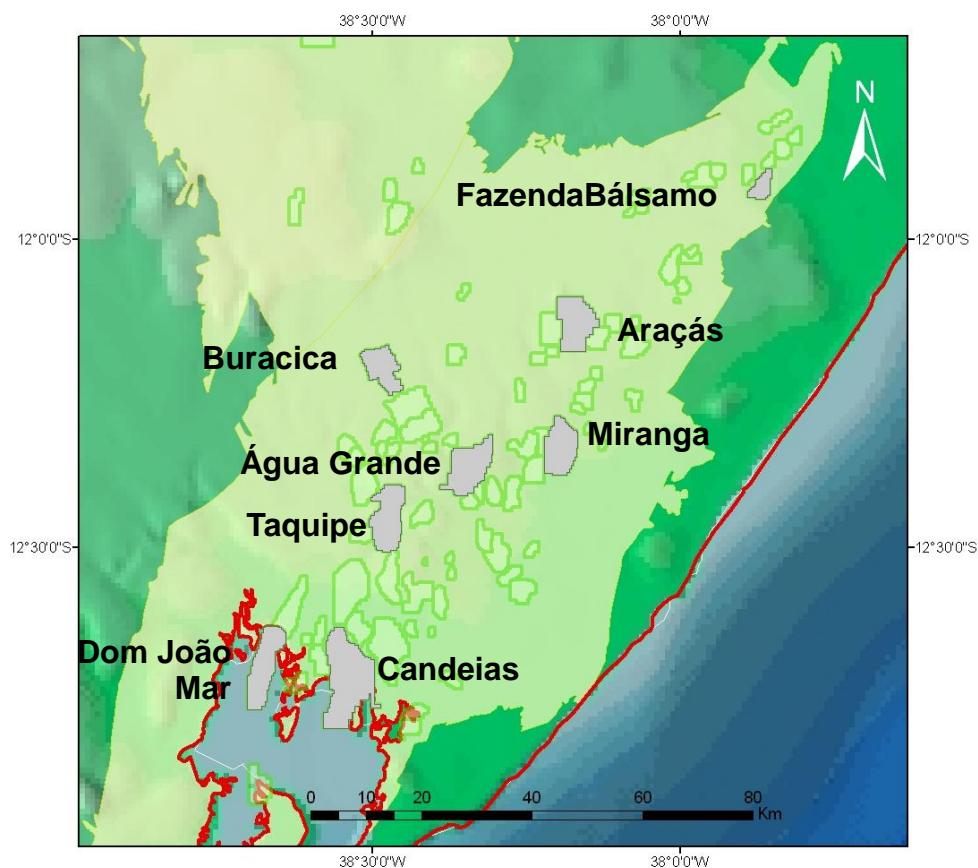 38°30'0"W 38°0'0"W
N
FazendaBálsamo
12°0'0"S 12°0'0"S
Araçás
Buracica
Miranga
Água Grande
Taquipe
12°30'0"S 12°30'0"S
Dom João
Mar
Candeias
0 10 20 40 60 80
Km
38°30'0"W 38°0'0"W